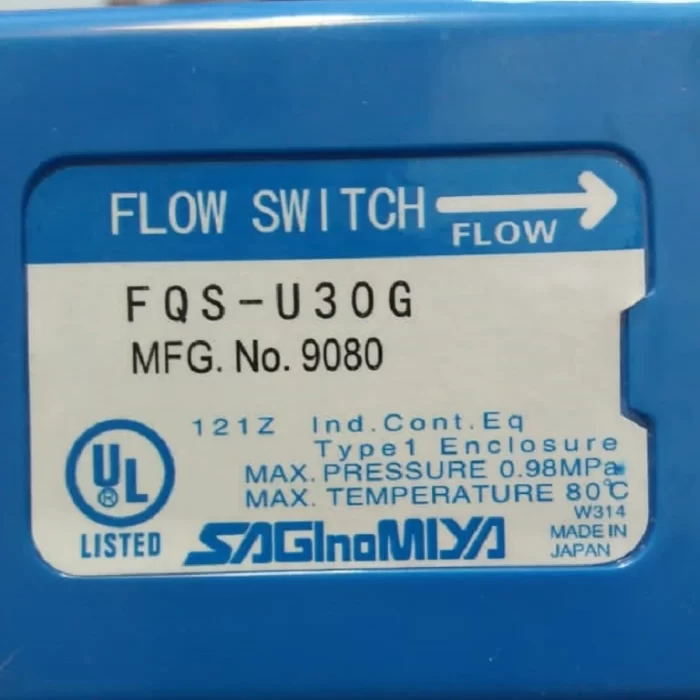 FLOW SWITCH
FLOW
FQS-U30G
MFG. No. 9080
121Z Ind.Cont.Eq
Type1 Enclosure
MAX. PRESSURE 0.98MPa
MAX. TEMPERATURE 80℃
W314
UL®
LISTED
SAGInoMIYA
MADE IN
JAPAN